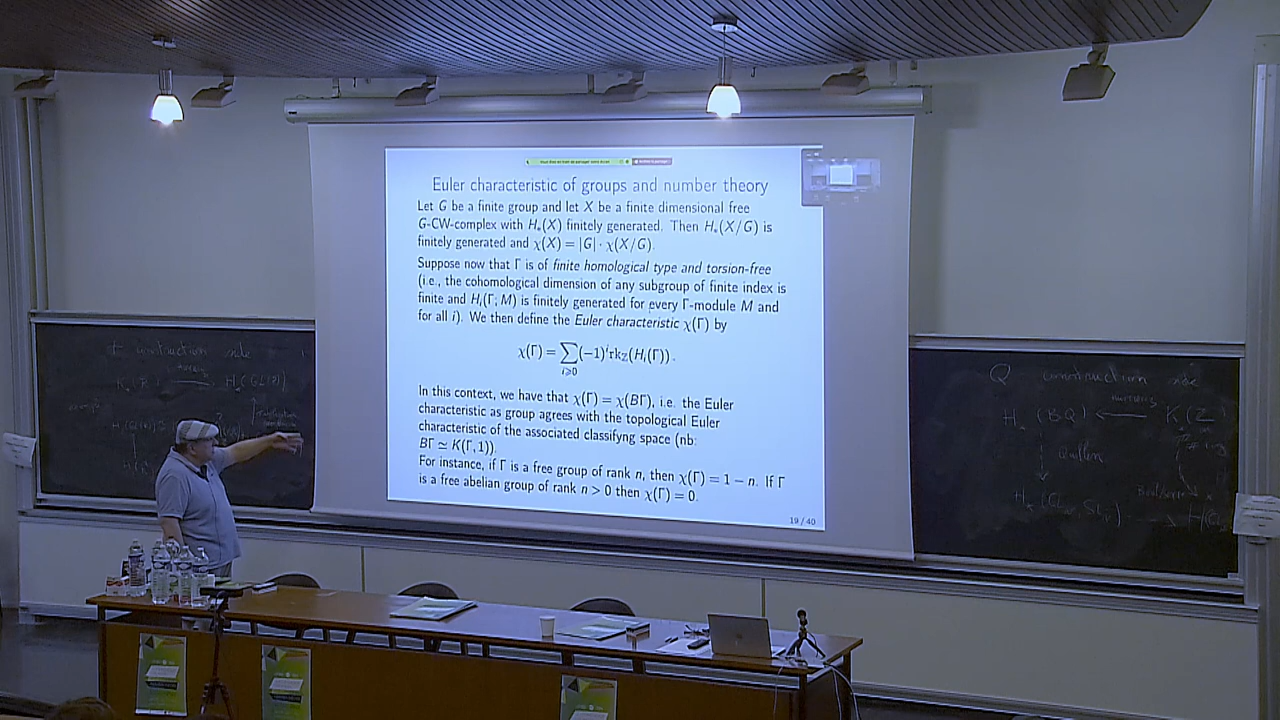 Euler characteristic of groups and number theory
Let G be a finite group and let X be a finite dimensional free
G-CW-complex with H∗(X) finitely generated. Then H∗(X/G) is
finitely generated and χ(X) = |G| · χ(X/G).
Suppose now that Γ is of finite homological type and torsion-free
(i.e., the cohomological dimension of any subgroup of finite index is
finite and Hi(Γ; M) is finitely generated for every Γ-module M and
for all i). We then define the Euler characteristic χ(Γ) by
χ(Γ) = ∑i⩾0 (−1)^i rkℤ(Hi(Γ)).
In this context, we have that χ(Γ) = χ(BΓ), i.e. the Euler
characteristic as group agrees with the topological Euler
characteristic of the associated classifyng space (nb:
BΓ ≃ K(Γ, 1)).
For instance, if Γ is a free group of rank n, then χ(Γ) = 1 − n. If Γ
is a free abelian group of rank n > 0 then χ(Γ) = 0.
19 / 40
construction side
Q construction side
H∗(BQ) ← K(Z
Quillen